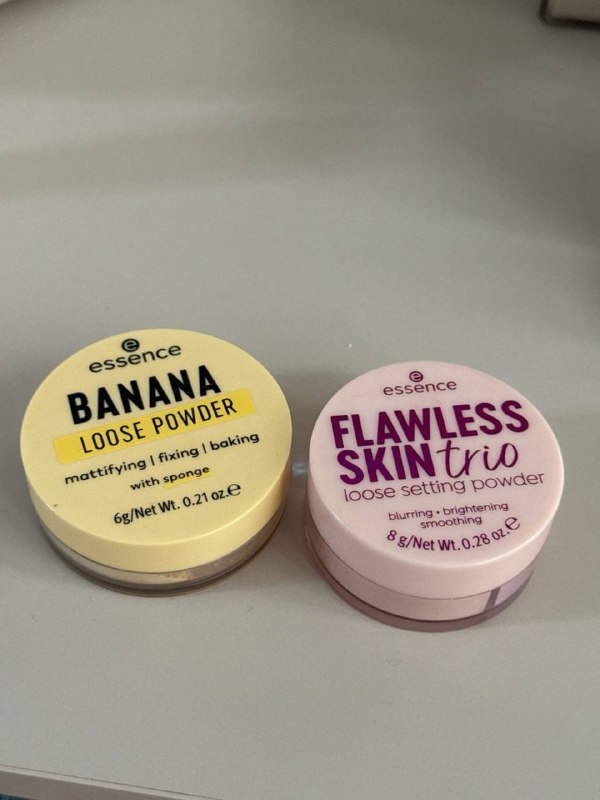 essence
BANANA
LOOSE POWDER
mattifying | fixing | baking
with sponge
6g/Net Wt. 0.21 oz.℮
essence
FLAWLESS
SKIN trio
loose setting powder
blurring • brightening
smoothing
8 g/Net Wt. 0.28 oz.℮